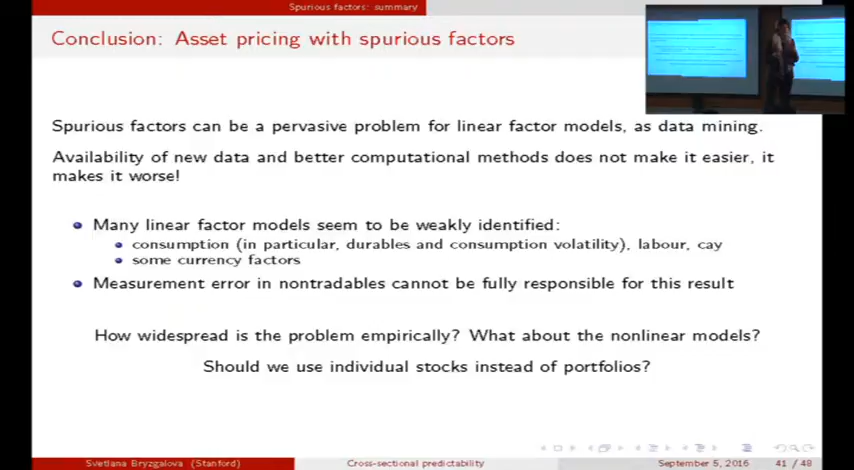 Spurious factors: summary
Conclusion: Asset pricing with spurious factors
Spurious factors can be a pervasive problem for linear factor models, as data mining.
Availability of new data and better computational methods does not make it easier, it
makes it worse!
Many linear factor models seem to be weakly identified:
consumption (in particular, durables and consumption volatility), labour, cay
some currency factors
Measurement error in nontradables cannot be fully responsible for this result
How widespread is the problem empirically? What about the nonlinear models?
Should we use individual stocks instead of portfolios?
Svetlana Bryzgalova (Stanford) Cross-sectional predictability September 5, 2016 41 / 48